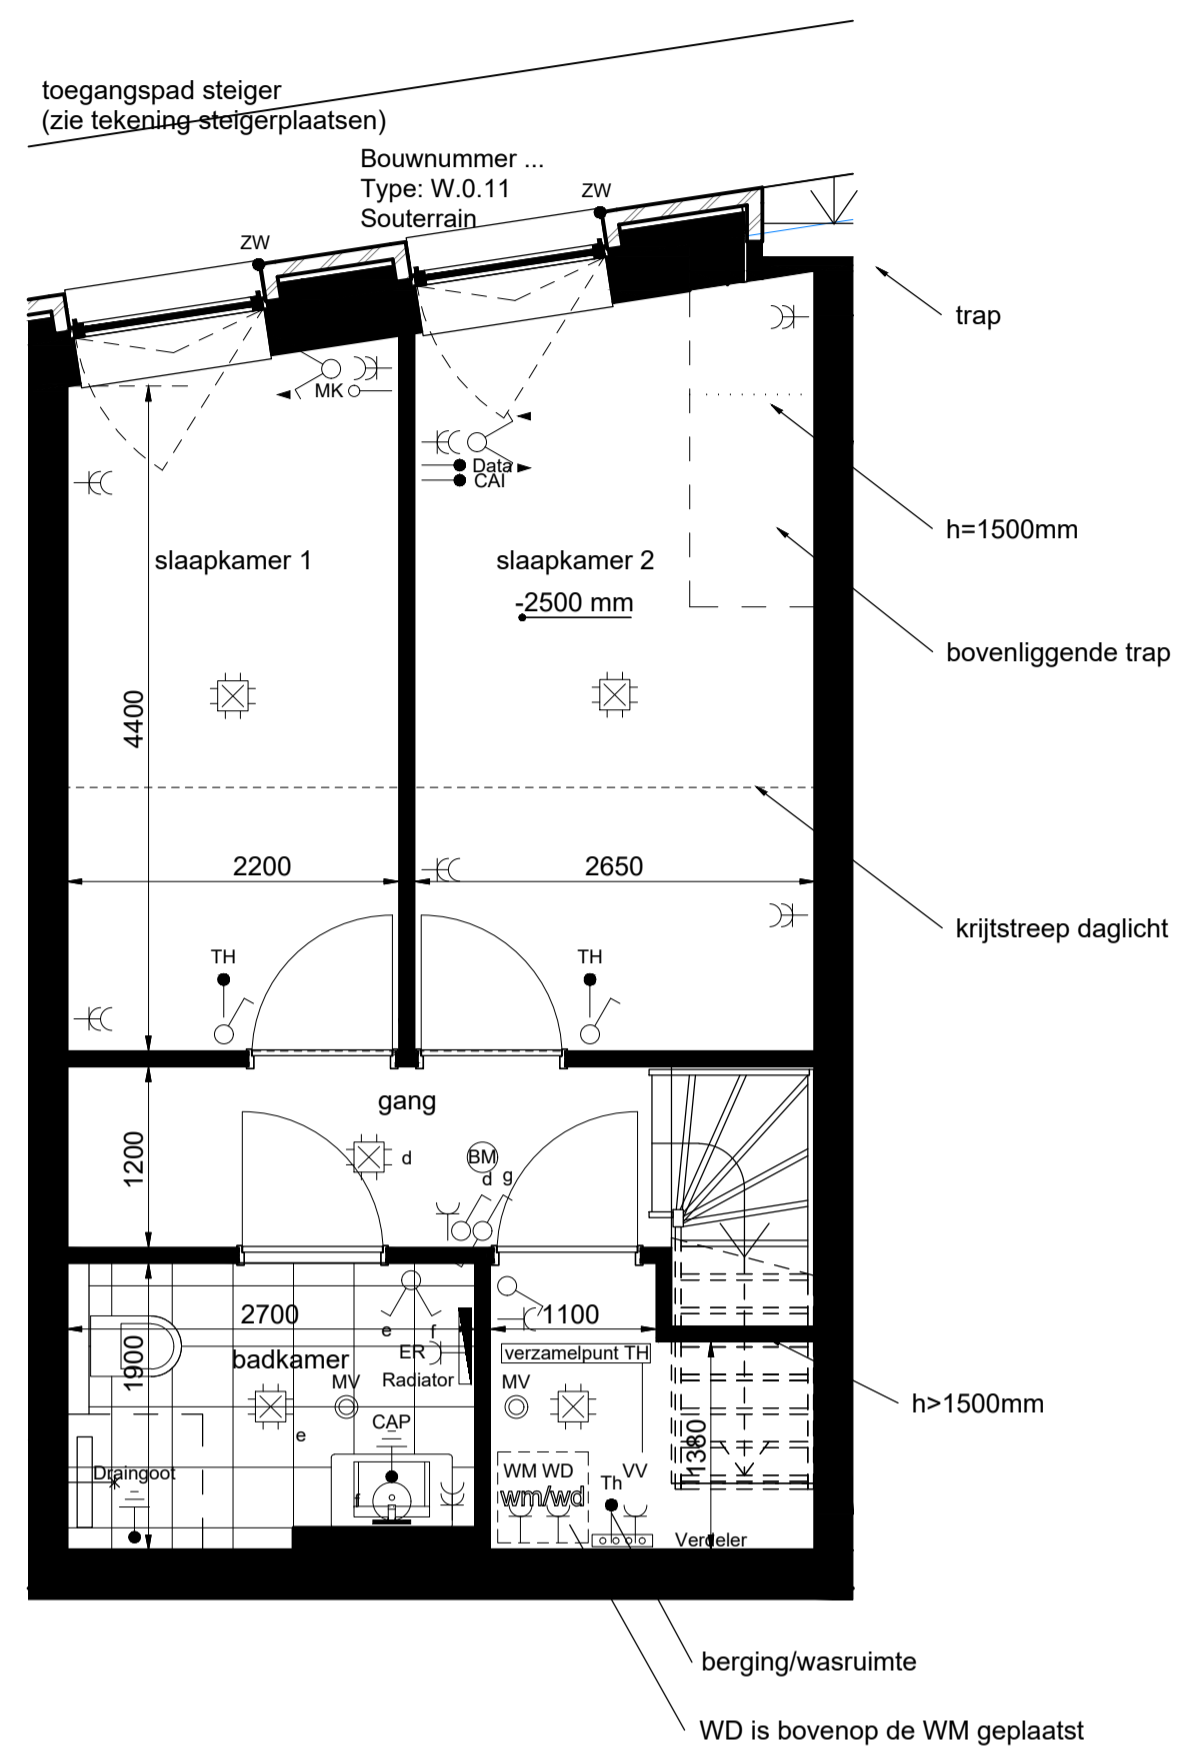 toegangspad steiger
(zie tekening steigerplaatsen)
Bouwnummer ...
Type: W.0.11
Souterrain
ZW
ZW
trap
MK
Data
CAI
h=1500mm
slaapkamer 1
slaapkamer 2
-2500 mm
bovenliggende trap
4400
2200
2650
krijtstreep daglicht
TH
TH
gang
1200
d
BM
d g
2700
1100
e f
1900
badkamer
ER
Radiator
verzamelpunt TH
MV
MV
h>1500mm
CAP
e
1380
Draingoot
f
WM WD
wm/wd
Th
VV
Verdeler
berging/wasruimte
WD is bovenop de WM geplaatst